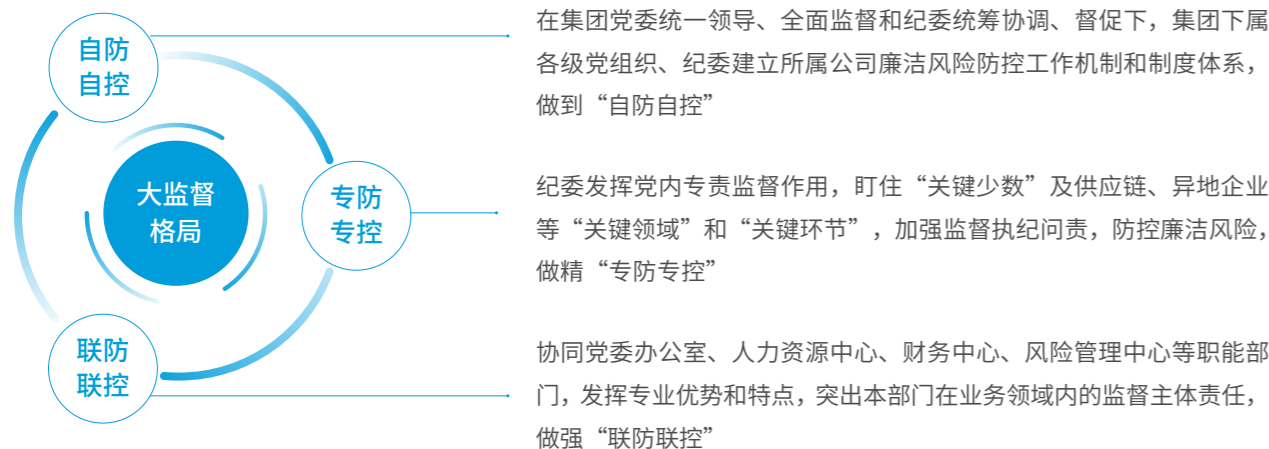 自防
自控
在集团党委统一领导、全面监督和纪委统筹协调、督促下，集团下属
各级党组织、纪委建立所属公司廉洁风险防控工作机制和制度体系，
做到“自防自控”
大监督
格局
专防
专控
纪委发挥党内专责监督作用，盯住“关键少数”及供应链、异地企业
等“关键领域”和“关键环节”，加强监督执纪问责，防控廉洁风险，
做精“专防专控”
联防
联控
协同党委办公室、人力资源中心、财务中心、风险管理中心等职能部
门，发挥专业优势和特点，突出本部门在业务领域内的监督主体责任，
做强“联防联控”